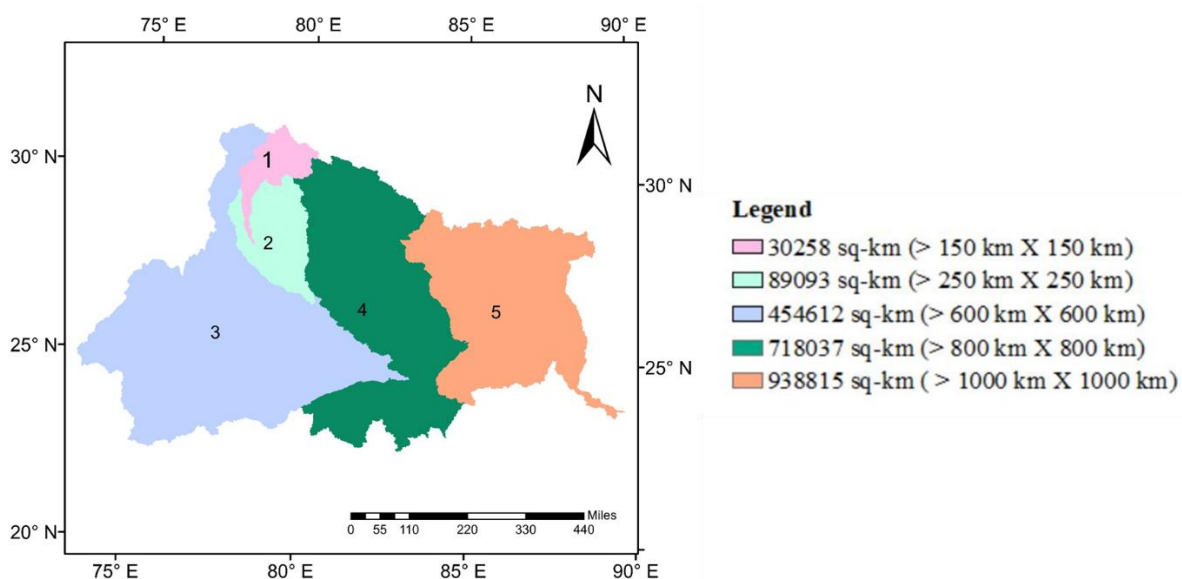 75° E 80° E 85° E 90° E
N
30° N
1
30° N
2
4
3
5
25° N
25° N
20° N
Miles
0 55 110 220 330 440
75° E 80° E 85° E 90° E
Legend
30258 sq-km (> 150 km X 150 km)
89093 sq-km (> 250 km X 250 km)
454612 sq-km (> 600 km X 600 km)
718037 sq-km (> 800 km X 800 km)
938815 sq-km (> 1000 km X 1000 km)